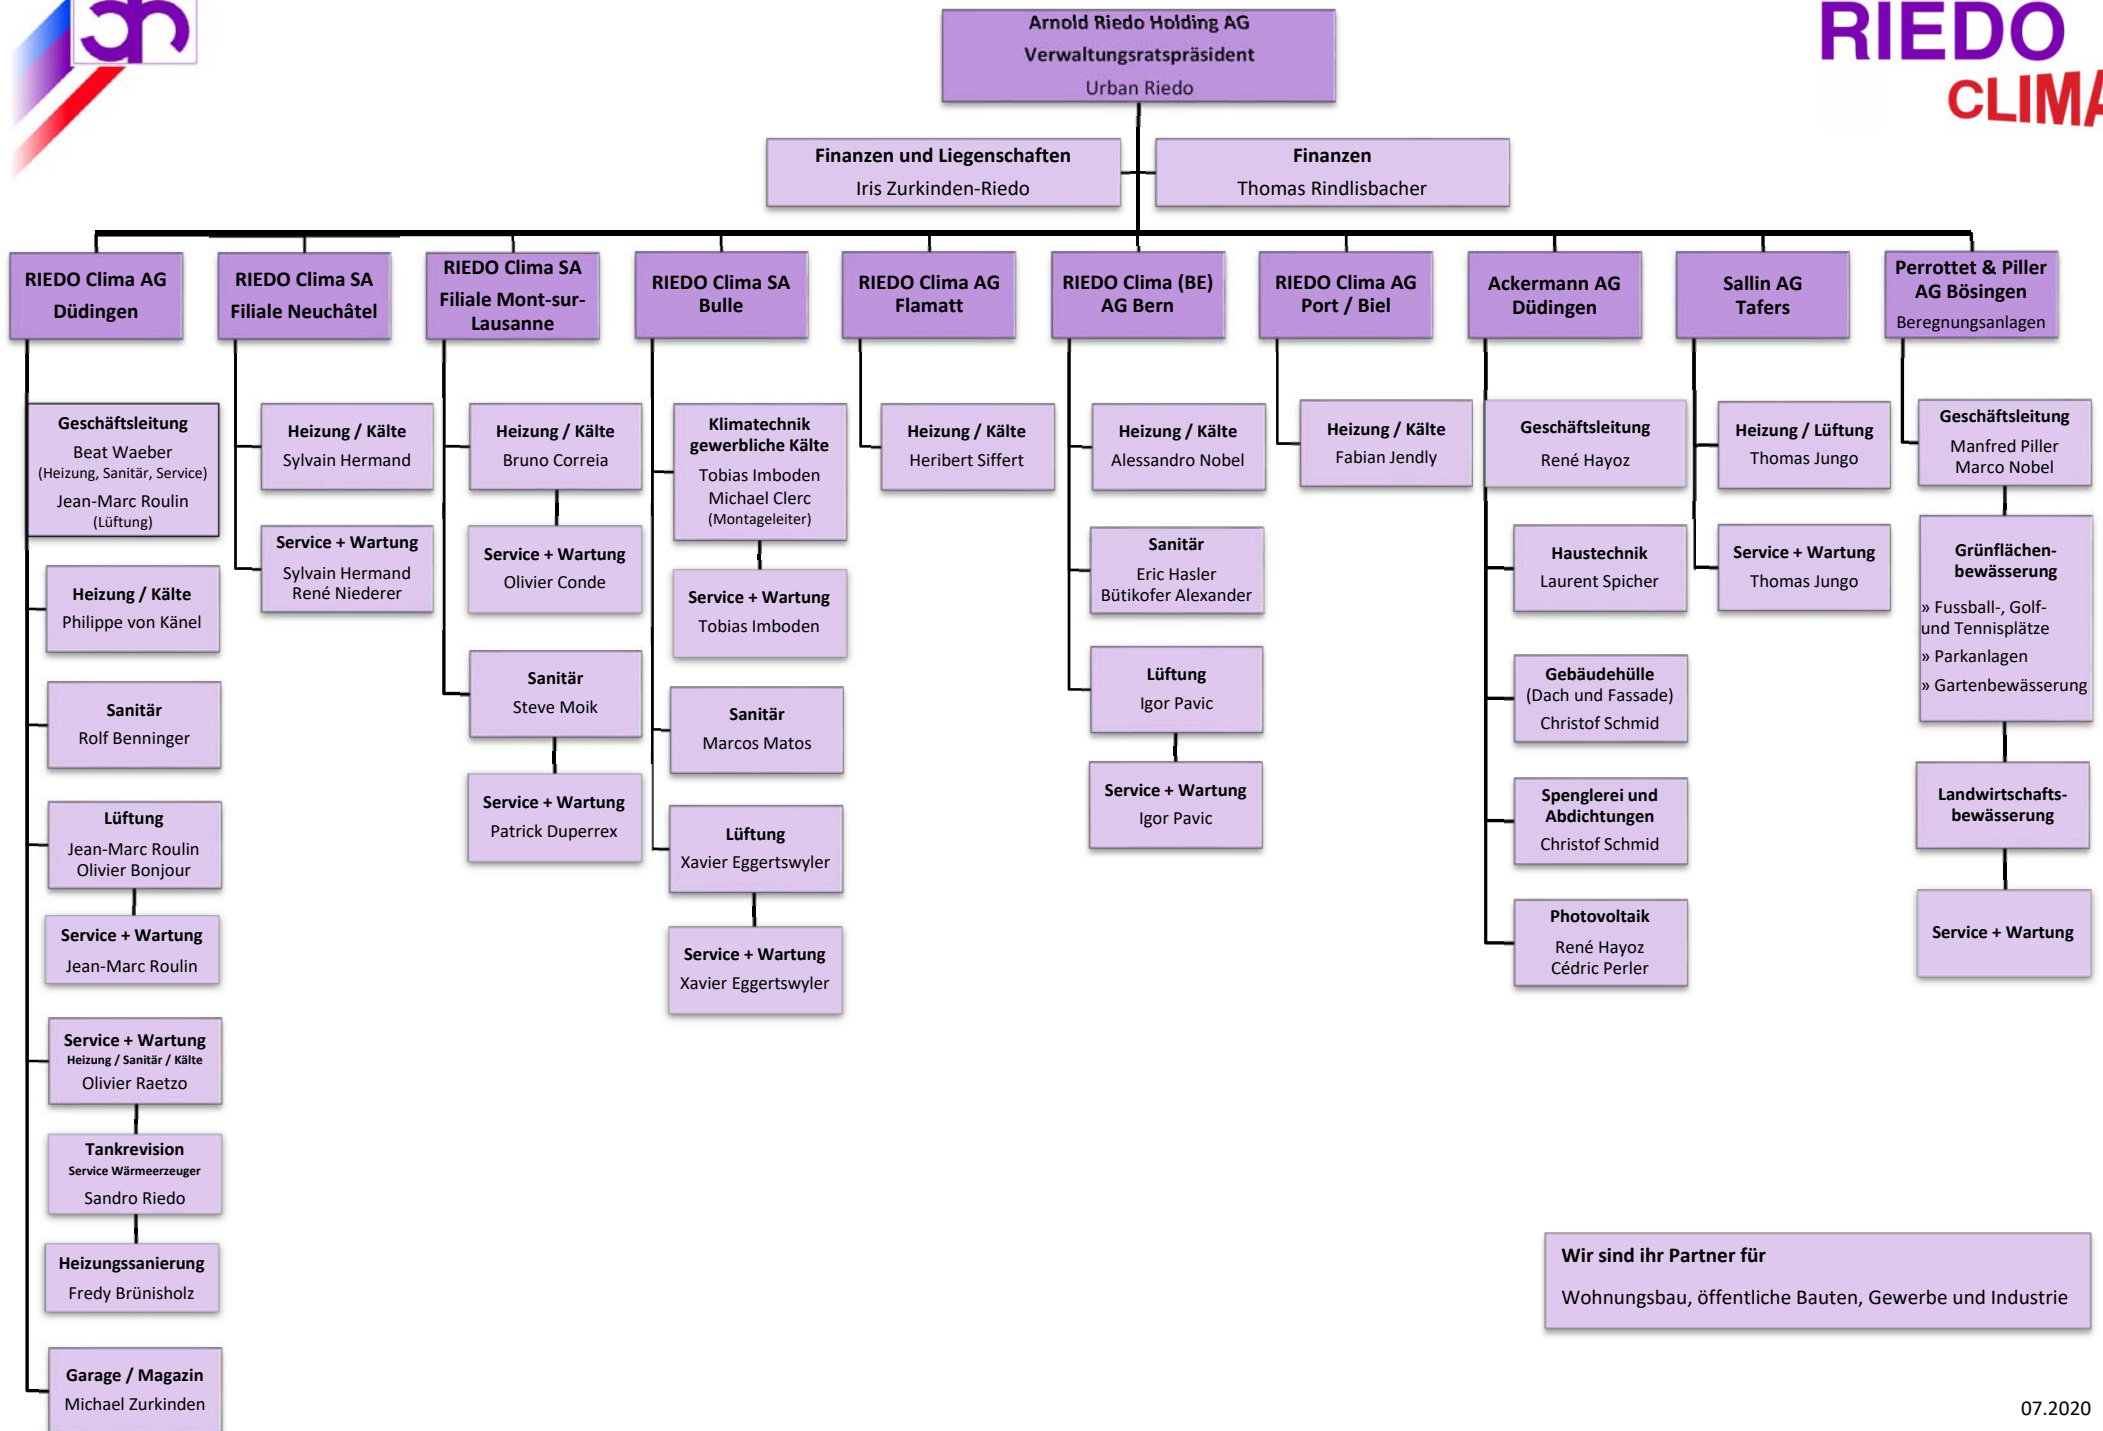 RIEDO
CLIMA
Arnold Riedo Holding AG
Verwaltungsratspräsident
Urban Riedo
Finanzen und Liegenschaften
Iris Zurkinden-Riedo
Finanzen
Thomas Rindlisbacher
RIEDO Clima AG
Düdingen
Geschäftsleitung
Beat Waeber
(Heizung, Sanitär, Service)
Jean-Marc Roulin
(Lüftung)
Heizung / Kälte
Philippe von Känel
Sanitär
Rolf Benninger
Lüftung
Jean-Marc Roulin
Olivier Bonjour
Service + Wartung
Jean-Marc Roulin
Service + Wartung
Heizung / Sanitär / Kälte
Olivier Raetzo
Tankrevision
Service Wärmeerzeuger
Sandro Riedo
Heizungssanierung
Fredy Brünisholz
Garage / Magazin
Michael Zurkinden
RIEDO Clima SA
Filiale Neuchâtel
Heizung / Kälte
Sylvain Hermand
Service + Wartung
Sylvain Hermand
René Niederer
RIEDO Clima SA
Filiale Mont-sur-
Lausanne
Heizung / Kälte
Bruno Correia
Service + Wartung
Olivier Conde
Sanitär
Steve Moik
Service + Wartung
Patrick Duperrex
RIEDO Clima SA
Bulle
Klimatechnik
gewerbliche Kälte
Tobias Imboden
Michael Clerc
(Montageleiter)
Service + Wartung
Tobias Imboden
Sanitär
Marcos Matos
Lüftung
Xavier Eggertswyler
Service + Wartung
Xavier Eggertswyler
RIEDO Clima AG
Flamatt
Heizung / Kälte
Heribert Siffert
RIEDO Clima (BE)
AG Bern
Heizung / Kälte
Alessandro Nobel
Sanitär
Eric Hasler
Bütikofer Alexander
Lüftung
Igor Pavic
Service + Wartung
Igor Pavic
RIEDO Clima AG
Port / Biel
Heizung / Kälte
Fabian Jendly
Ackermann AG
Düdingen
Geschäftsleitung
René Hayoz
Haustechnik
Laurent Spicher
Gebäudehülle
(Dach und Fassade)
Christof Schmid
Spenglerei und
Abdichtungen
Christof Schmid
Photovoltaik
René Hayoz
Cédric Perler
Sallin AG
Tafers
Heizung / Lüftung
Thomas Jungo
Service + Wartung
Thomas Jungo
Perrottet & Piller
AG Bösingen
Beregnungsanlagen
Geschäftsleitung
Manfred Piller
Marco Nobel
Grünflächen-
bewässerung
» Fussball-, Golf-
und Tennisplätze
» Parkanlagen
» Gartenbewässerung
Landwirtschafts-
bewässerung
Service + Wartung
Wir sind ihr Partner für
Wohnungsbau, öffentliche Bauten, Gewerbe und Industrie
07.2020